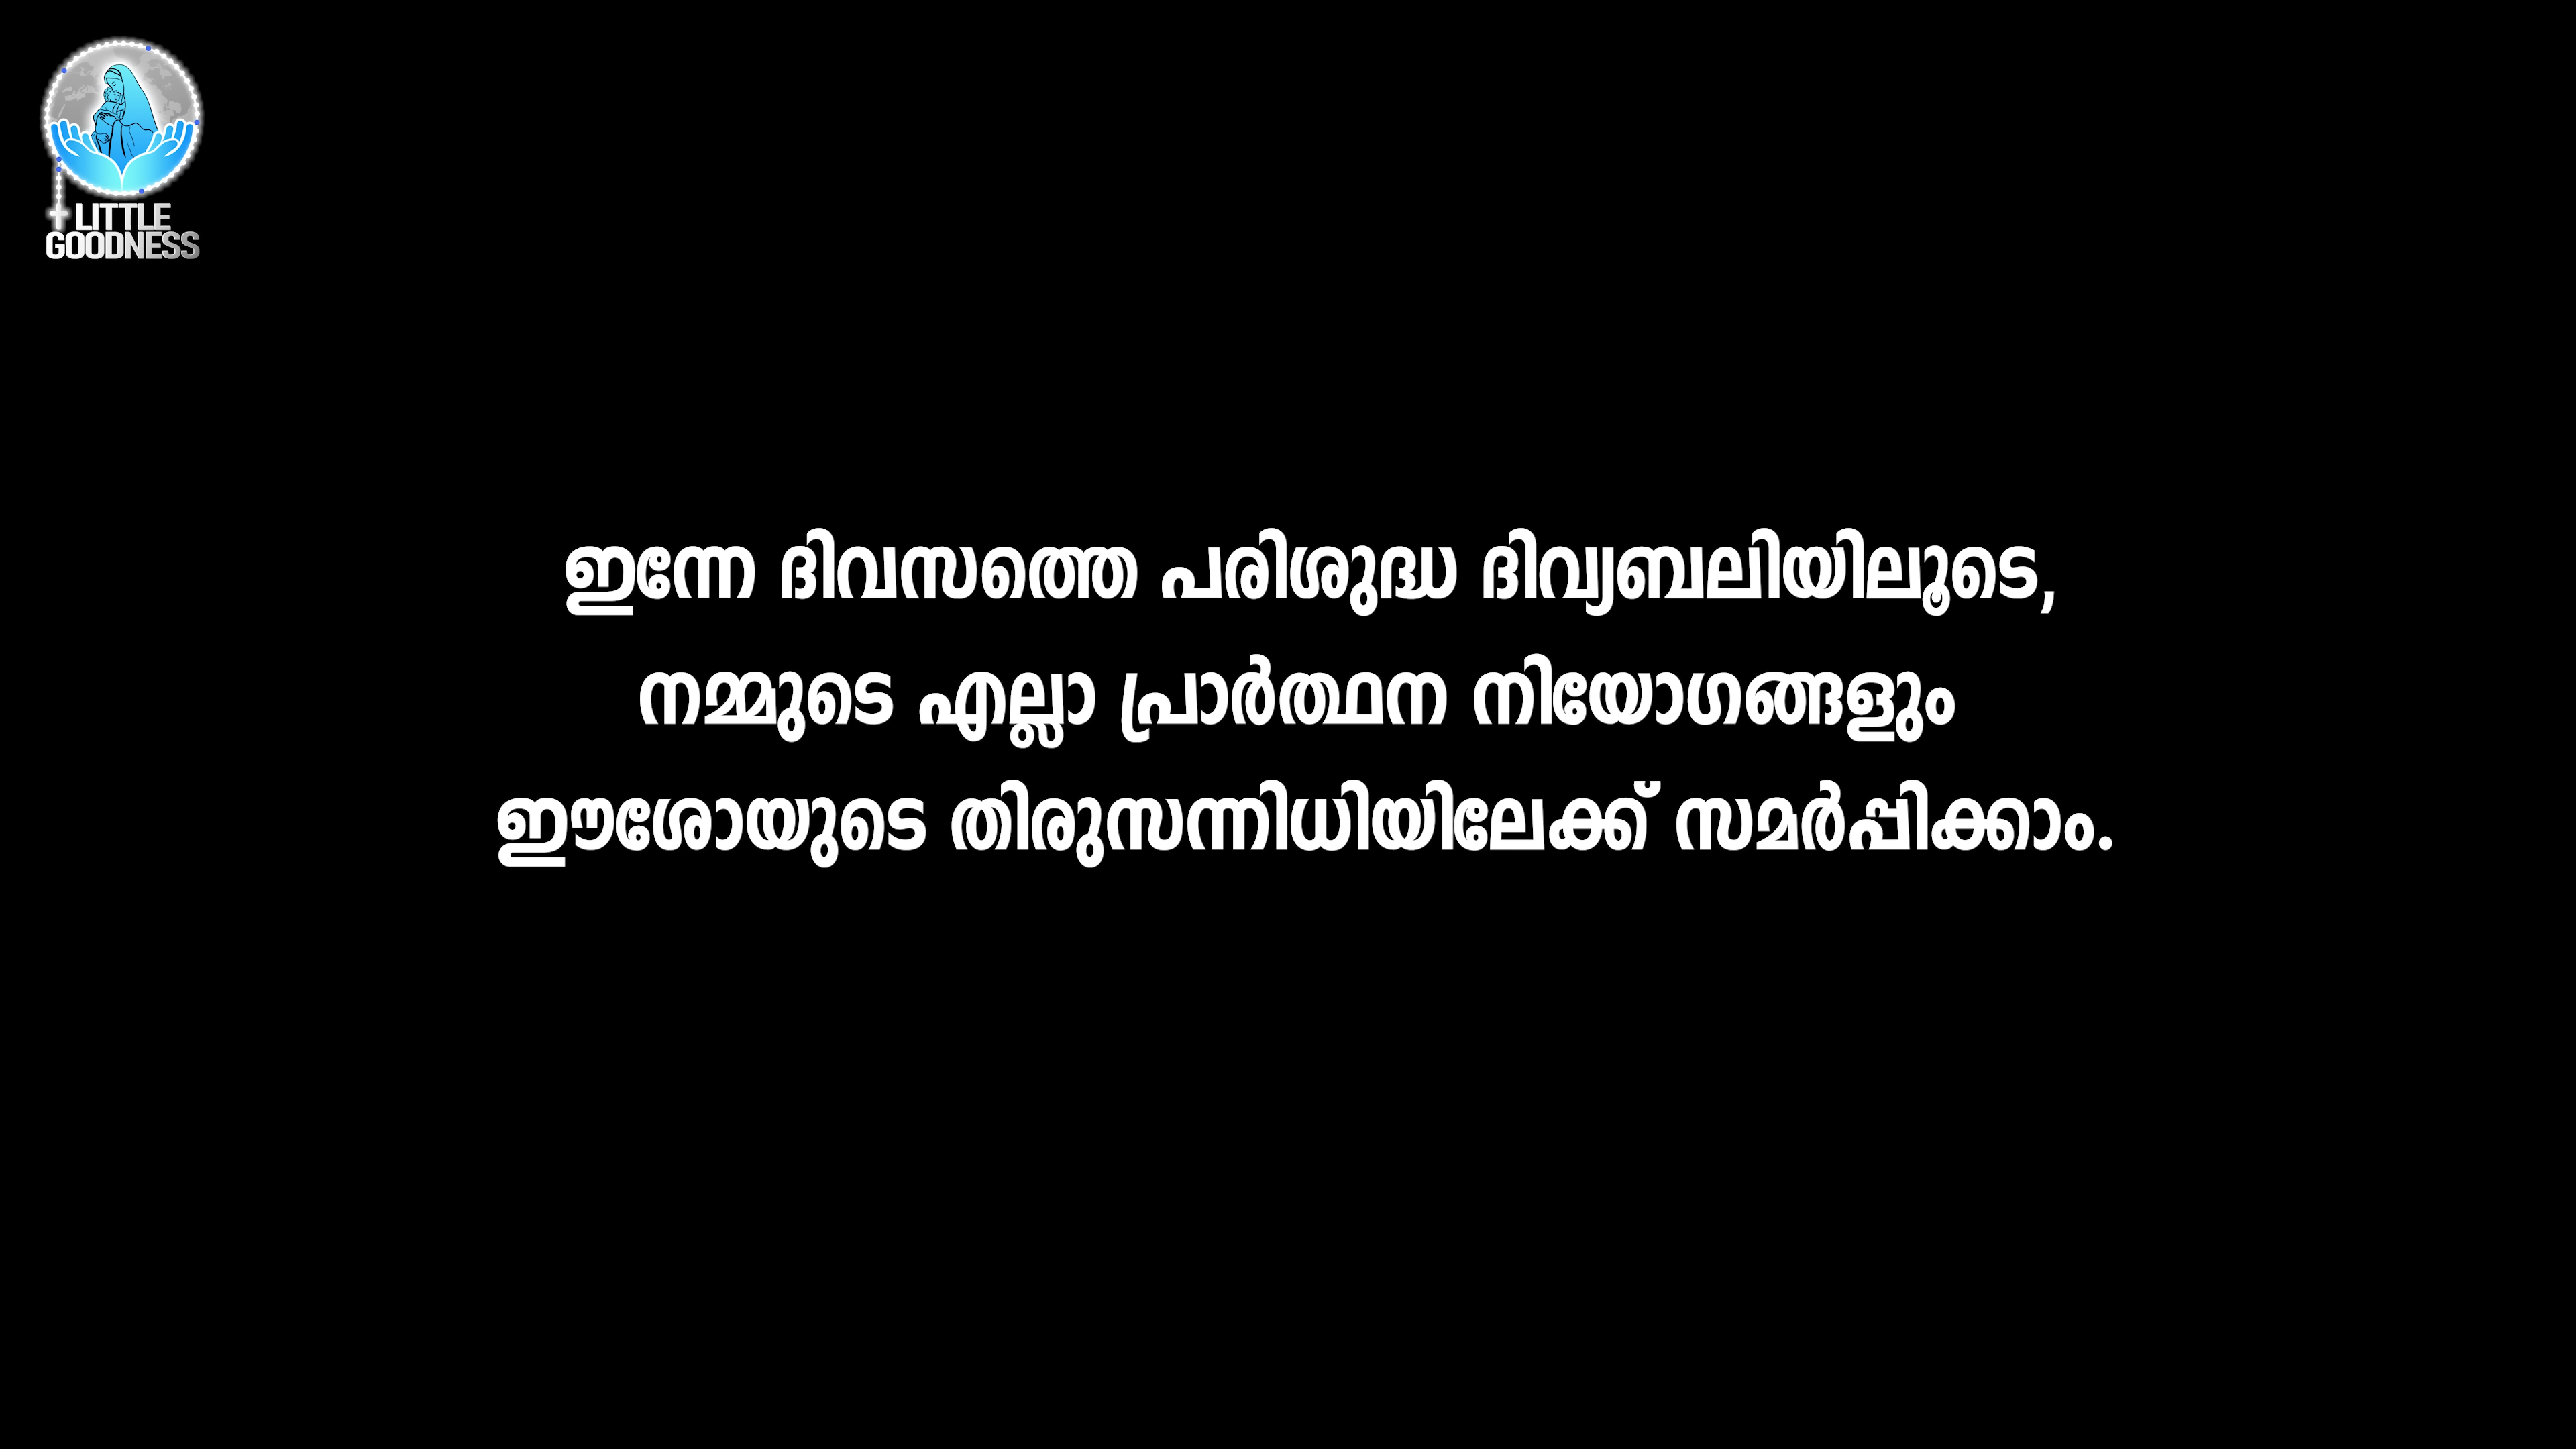 LITTLE
GOODNESS
ഇന്നേ ദിവസത്തെ പരിശുദ്ധ ദിവ്യബലിയിലൂടെ,
നമ്മുടെ എല്ലാ പ്രാർത്ഥന നിയോഗങ്ങളും
ഈശോയുടെ തിരുസന്നിധിയിലേക്ക് സമർപ്പിക്കാം.